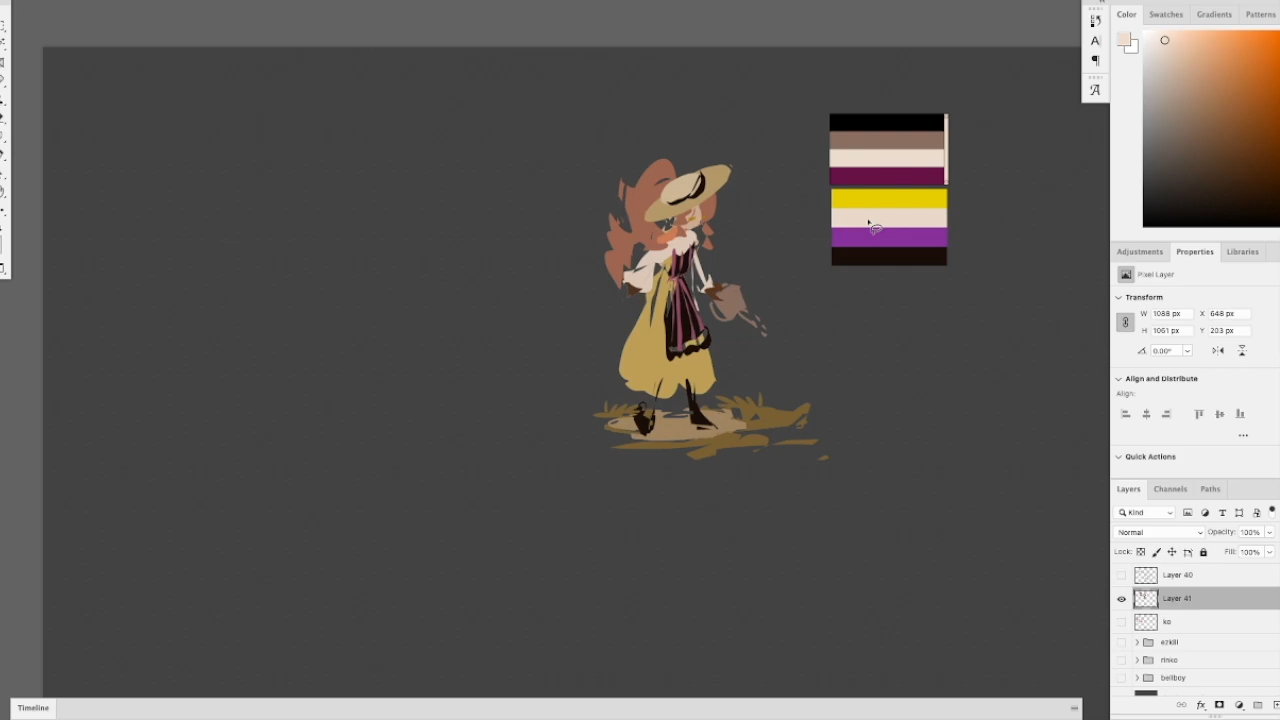 Color Swatches Gradients Patterns
Adjustments Properties Libraries
Pixel Layer
Transform
W 1088 px X 648 px
H 1061 px Y 203 px
0.00°
Align and Distribute
Align:
Quick Actions
Layers Channels Paths
Kind
Normal Opacity: 100%
Lock: Fill: 100%
Layer 40
Layer 41
ko
ezkill
rinko
bellboy
fx
Timeline